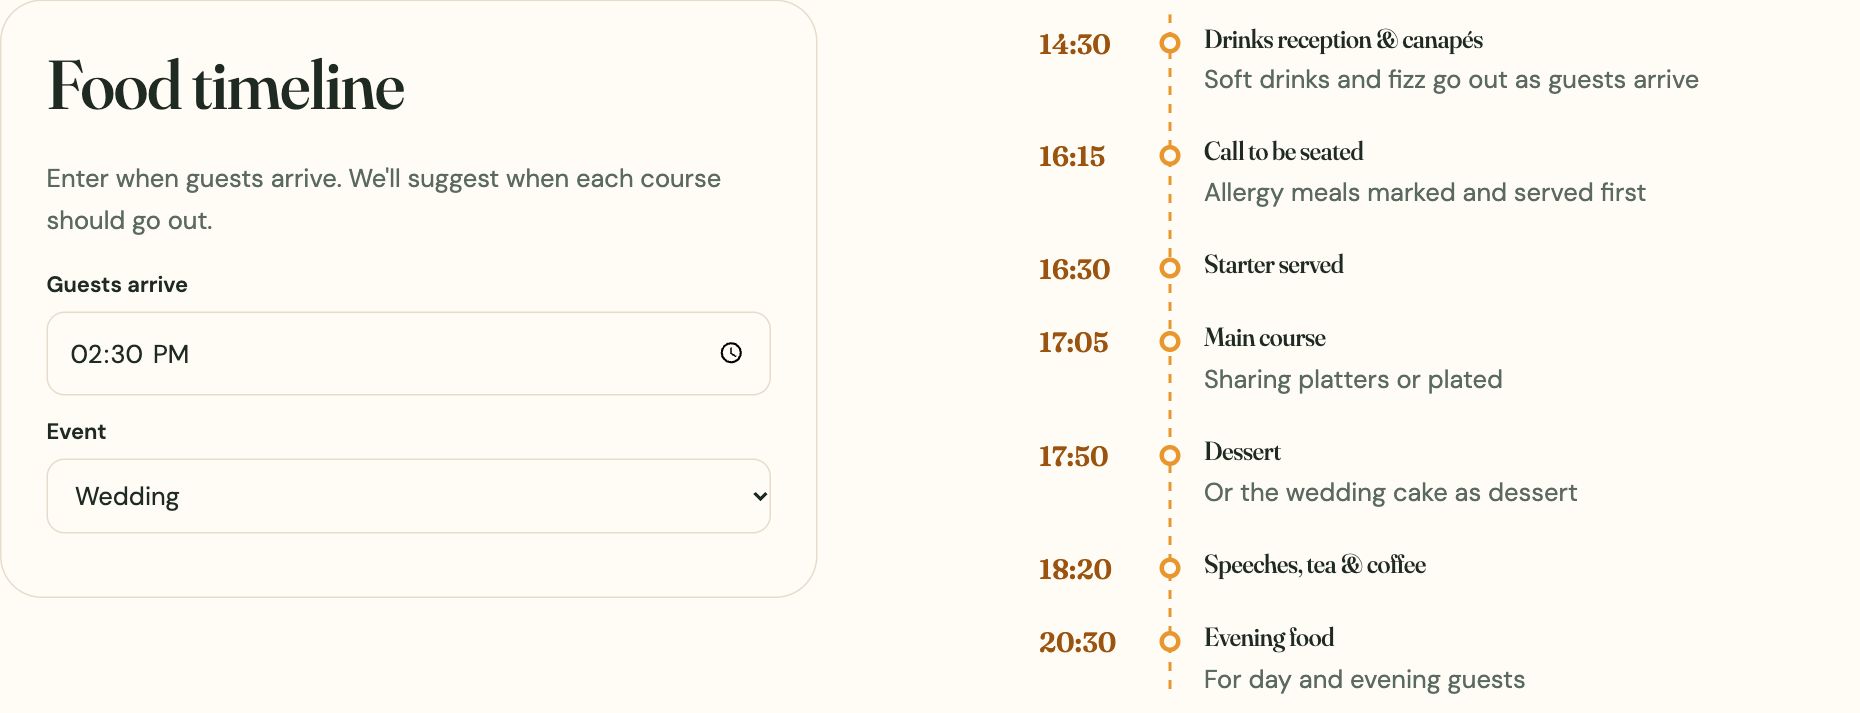 Food timeline
Enter when guests arrive. We'll suggest when each course
should go out.
Guests arrive
02:30 PM
Event
Wedding
14:30
Drinks reception & canapés
Soft drinks and fizz go out as guests arrive
16:15
Call to be seated
Allergy meals marked and served first
16:30
Starter served
17:05
Main course
Sharing platters or plated
17:50
Dessert
Or the wedding cake as dessert
18:20
Speeches, tea & coffee
20:30
Evening food
For day and evening guests